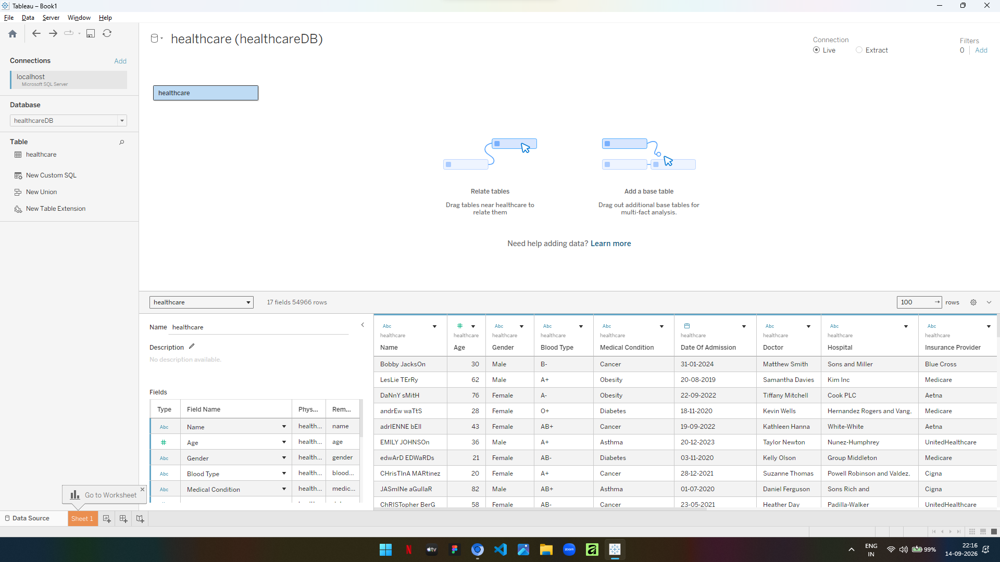 Tableau – Book1
File Data Server Window Help
healthcare (healthcareDB)
Connection
Live Extract
Filters
0 Add
Connections Add
localhost
Microsoft SQL Server
Database
healthcareDB
Table
healthcare
New Custom SQL
New Union
New Table Extension
healthcare
Relate tables
Drag tables near healthcare to
relate them
Add a base table
Drag out additional base tables for
multi-fact analysis.
Need help adding data? Learn more
healthcare 17 fields 54966 rows 100 rows
Name healthcare
Description
No description available.
Fields
Type Field Name Phys... Rem...
Abc Name health... name
# Age health... age
Abc Gender health... gender
Abc Blood Type health... blood...
Abc Medical Condition health... medic...
Abc # Abc Abc Abc Abc Abc Abc
healthcare healthcare healthcare healthcare healthcare healthcare healthcare healthcare healthcare
Name Age Gender Blood Type Medical Condition Date Of Admission Doctor Hospital Insurance Provider
Bobby JacksOn 30 Male B- Cancer 31-01-2024 Matthew Smith Sons and Miller Blue Cross
LesLie TErRy 62 Male A+ Obesity 20-08-2019 Samantha Davies Kim Inc Medicare
DaNnY sMitH 76 Female A- Obesity 22-09-2022 Tiffany Mitchell Cook PLC Aetna
andrEw waTtS 28 Female O+ Diabetes 18-11-2020 Kevin Wells Hernandez Rogers and Vang, Medicare
adrIENNE bEll 43 Female AB+ Cancer 19-09-2022 Kathleen Hanna White-White Aetna
EMILY JOHNSOn 36 Male A+ Asthma 20-12-2023 Taylor Newton Nunez-Humphrey UnitedHealthcare
edwArD EDWaRDs 21 Female AB- Diabetes 03-11-2020 Kelly Olson Group Middleton Medicare
CHrisTInA MARtinez 20 Female A+ Cancer 28-12-2021 Suzanne Thomas Powell Robinson and Valdez, Cigna
JASmINe aGuIlaR 82 Male AB+ Asthma 01-07-2020 Daniel Ferguson Sons Rich and Cigna
ChRISTopher BerG 58 Female AB- Cancer 23-05-2021 Heather Day Padilla-Walker UnitedHealthcare
Go to Worksheet
Data Source Sheet 1
N tv zoom
ENG
IN
99%
22:16
14-09-2026